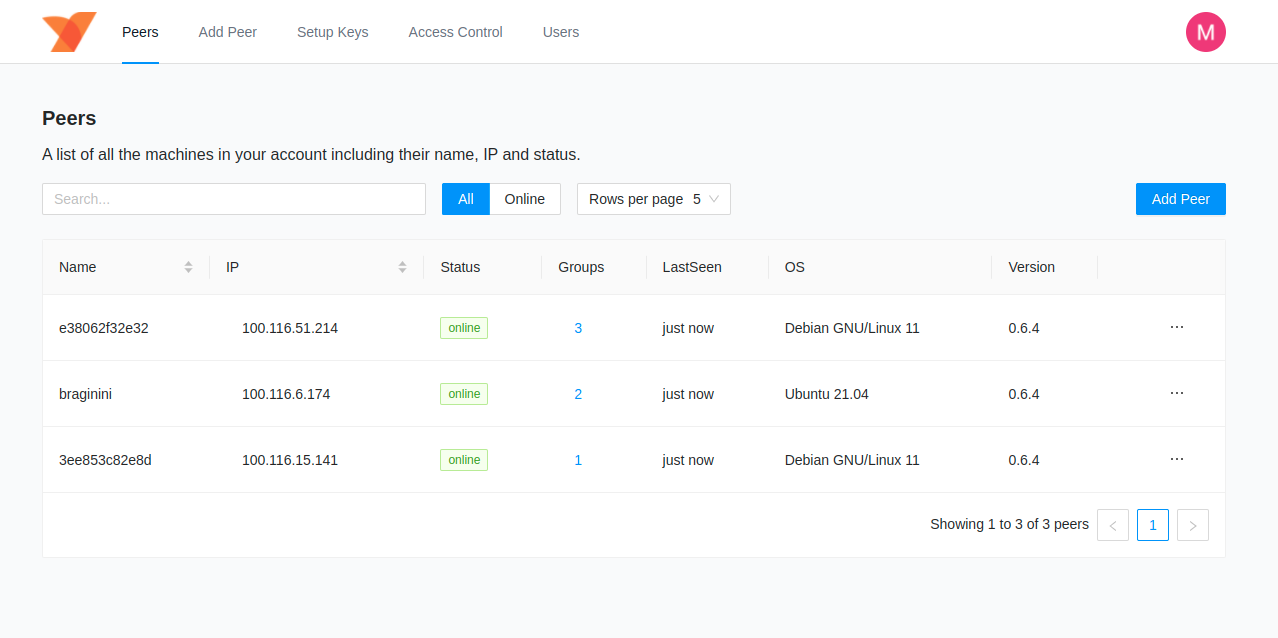 Peers Add Peer Setup Keys Access Control Users M
Peers
A list of all the machines in your account including their name, IP and status.
Search... All Online Rows per page 5 Add Peer
Name IP Status Groups LastSeen OS Version
e38062f32e32 100.116.51.214 online 3 just now Debian GNU/Linux 11 0.6.4 ...
braginini 100.116.6.174 online 2 just now Ubuntu 21.04 0.6.4 ...
3ee853c82e8d 100.116.15.141 online 1 just now Debian GNU/Linux 11 0.6.4 ...
Showing 1 to 3 of 3 peers < 1 >